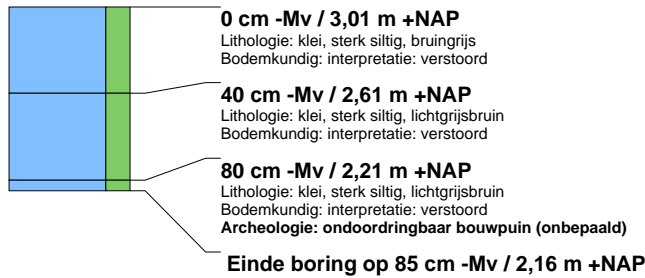 0 cm -Mv / 3,01 m +NAP
Lithologie: klei, sterk siltig, bruingrijs
Bodemkundig: interpretatie: verstoord
40 cm -Mv / 2,61 m +NAP
Lithologie: klei, sterk siltig, lichtgrijsbruin
Bodemkundig: interpretatie: verstoord
80 cm -Mv / 2,21 m +NAP
Lithologie: klei, sterk siltig, lichtgrijsbruin
Bodemkundig: interpretatie: verstoord
Archeologie: ondoordringbar bouwpuin (onbepaald)
Einde boring op 85 cm -Mv / 2,16 m +NAP